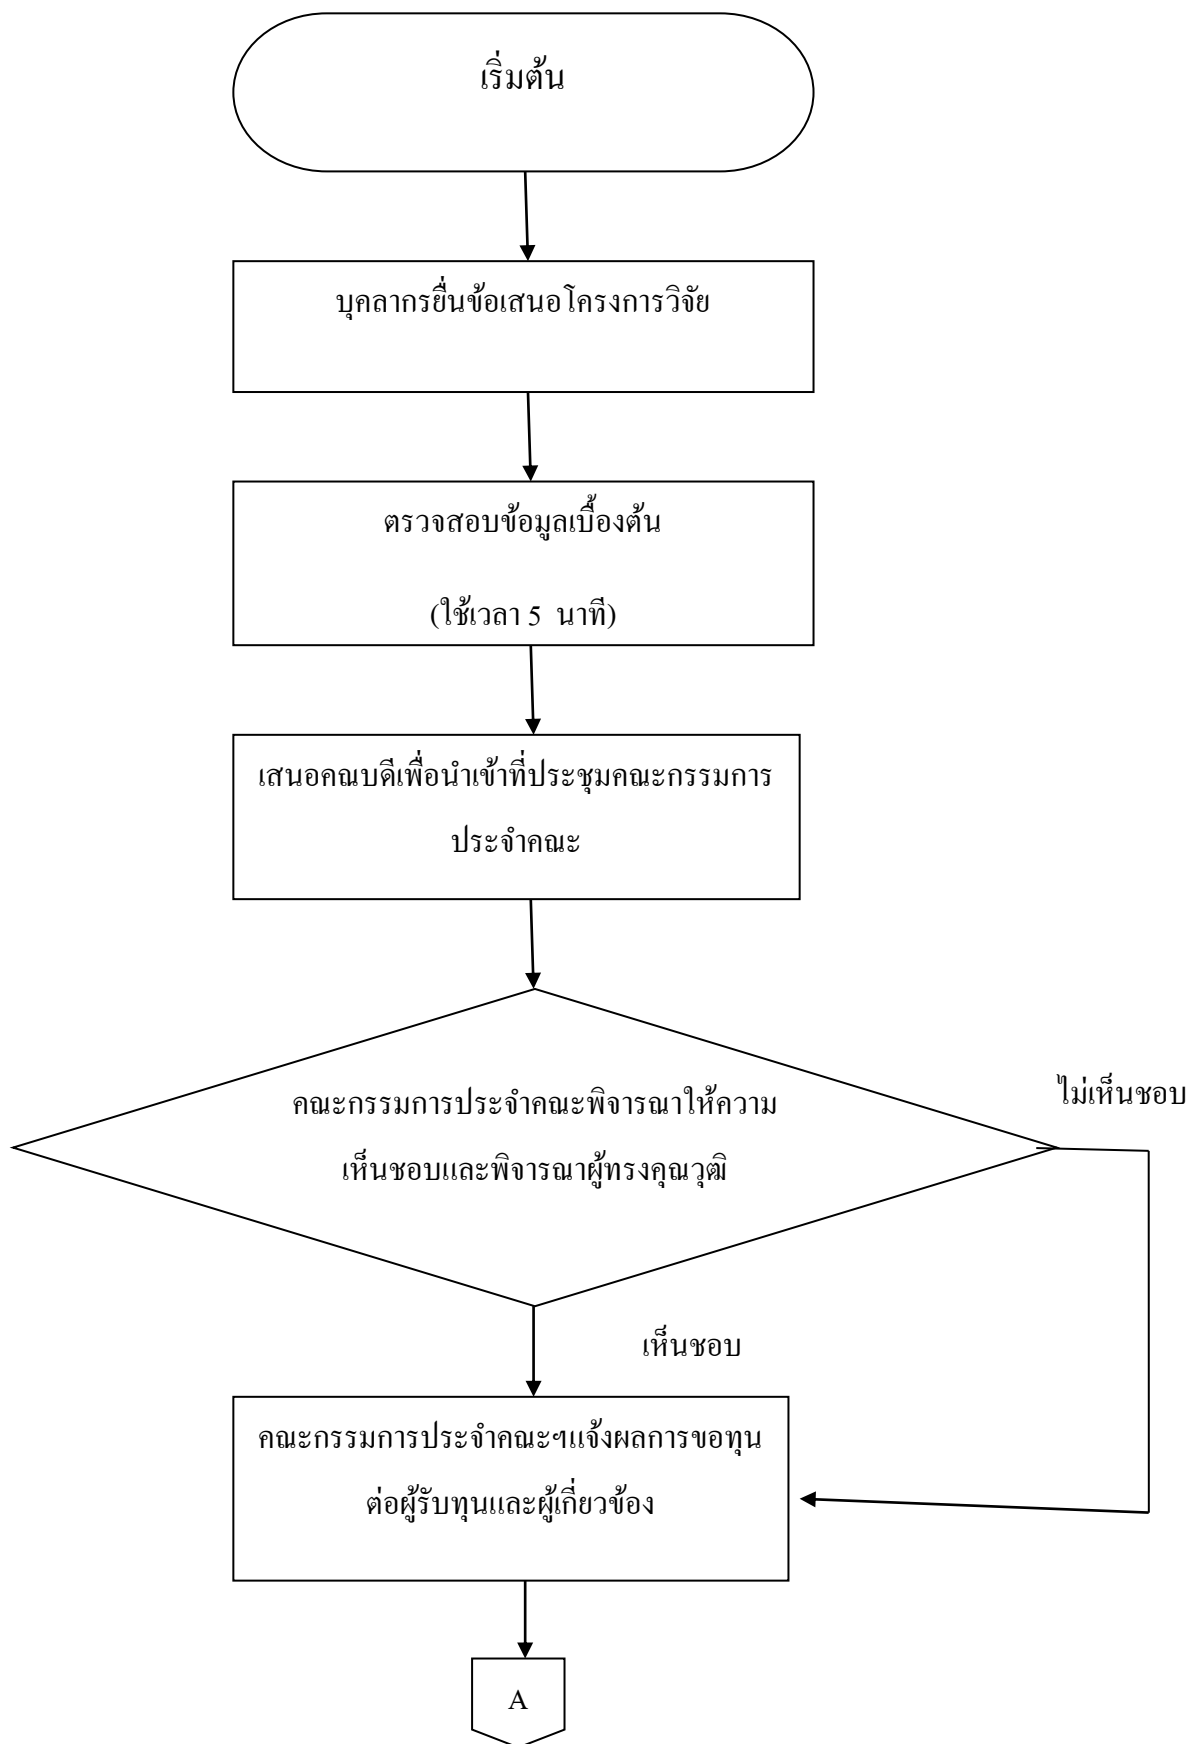 เริ่มต้น
บุคลากรยื่นข้อเสนอโครงการวิจัย
ตรวจสอบข้อมูลเบื้องต้น
(ใช้เวลา 5 นาที)
เสนอคณบดีเพื่อนำเข้าที่ประชุมคณะกรรมการ
ประจำคณะ
คณะกรรมการประจำคณะพิจารณาให้ความ
เห็นชอบและพิจารณาผู้ทรงคุณวุฒิ
ไม่เห็นชอบ
เห็นชอบ
คณะกรรมการประจำคณะฯแจ้งผลการขอทุน
ต่อผู้รับทุนและผู้เกี่ยวข้อง
A